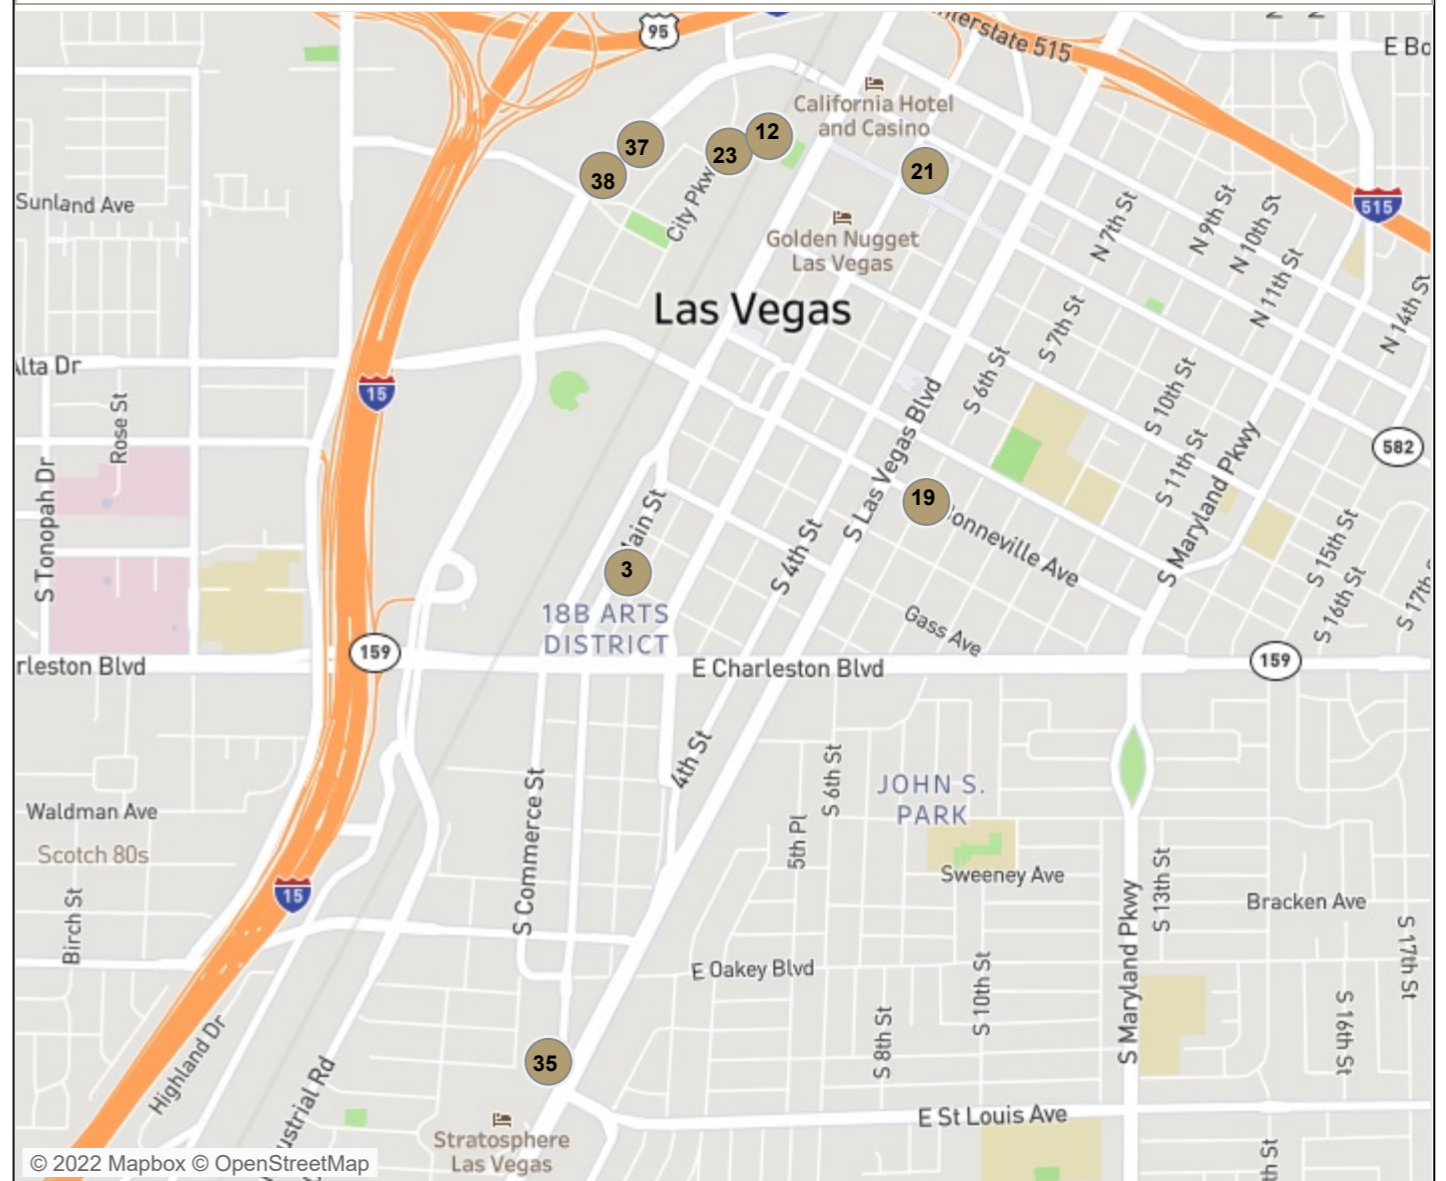 95
Interstate 515
E Bo
California Hotel
and Casino
12
37
23
38
21
City Pkw
Sunland Ave
515
N 7th St
N 9th St
N 10th St
N 11th St
N 14th St
Golden Nugget
Las Vegas
Las Vegas
S 7th St
S 6th St
Alta Dr
15
Rose St
S Las Vegas Blvd
S 10th St
S 11th St
S Maryland Pkwy
582
S Tonopah Dr
19
onneville Ave
ain St
S 4th St
S 15th St
S 16th St
S 17th
3
18B ARTS
DISTRICT
Gass Ave
rleston Blvd
159
E Charleston Blvd
159
4th St
S 6th St
JOHN S.
PARK
5th Pl
Waldman Ave
Scotch 80s
15
Birch St
S Commerce St
Sweeney Ave
S 13th St
Bracken Ave
S Maryland Pkwy
S 17th St
E Oakey Blvd
S 10th St
S 8th St
S 16th St
Highland Dr
ustrial Rd
35
E St Louis Ave
Stratosphere
Las Vegas
th St
© 2022 Mapbox © OpenStreetMap